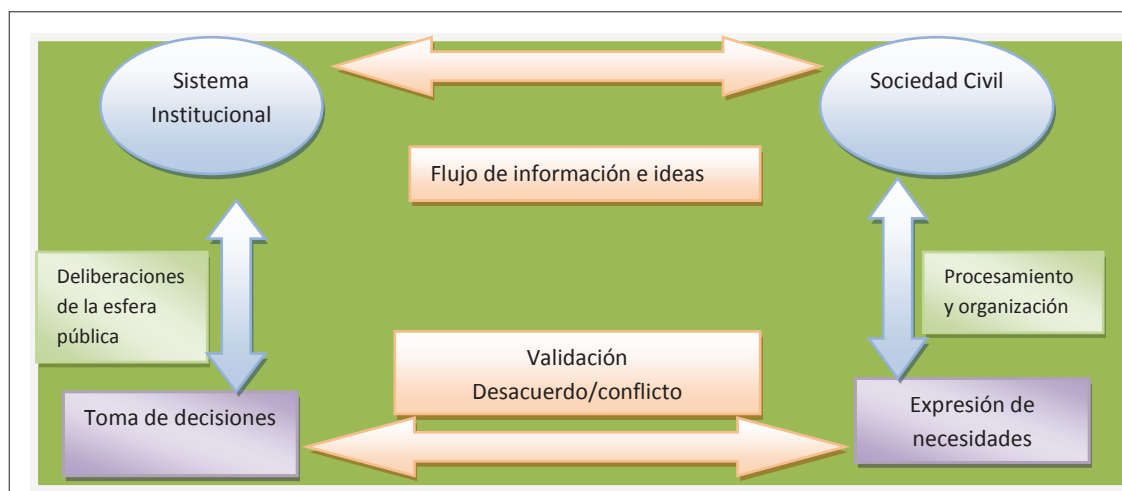 Sistema
Institucional
Sociedad Civil
Flujo de información e ideas
Deliberaciones
de la esfera
pública
Procesamiento
y organización
Validación
Desacuerdo/conflicto
Toma de decisiones
Expresión de
necesidades